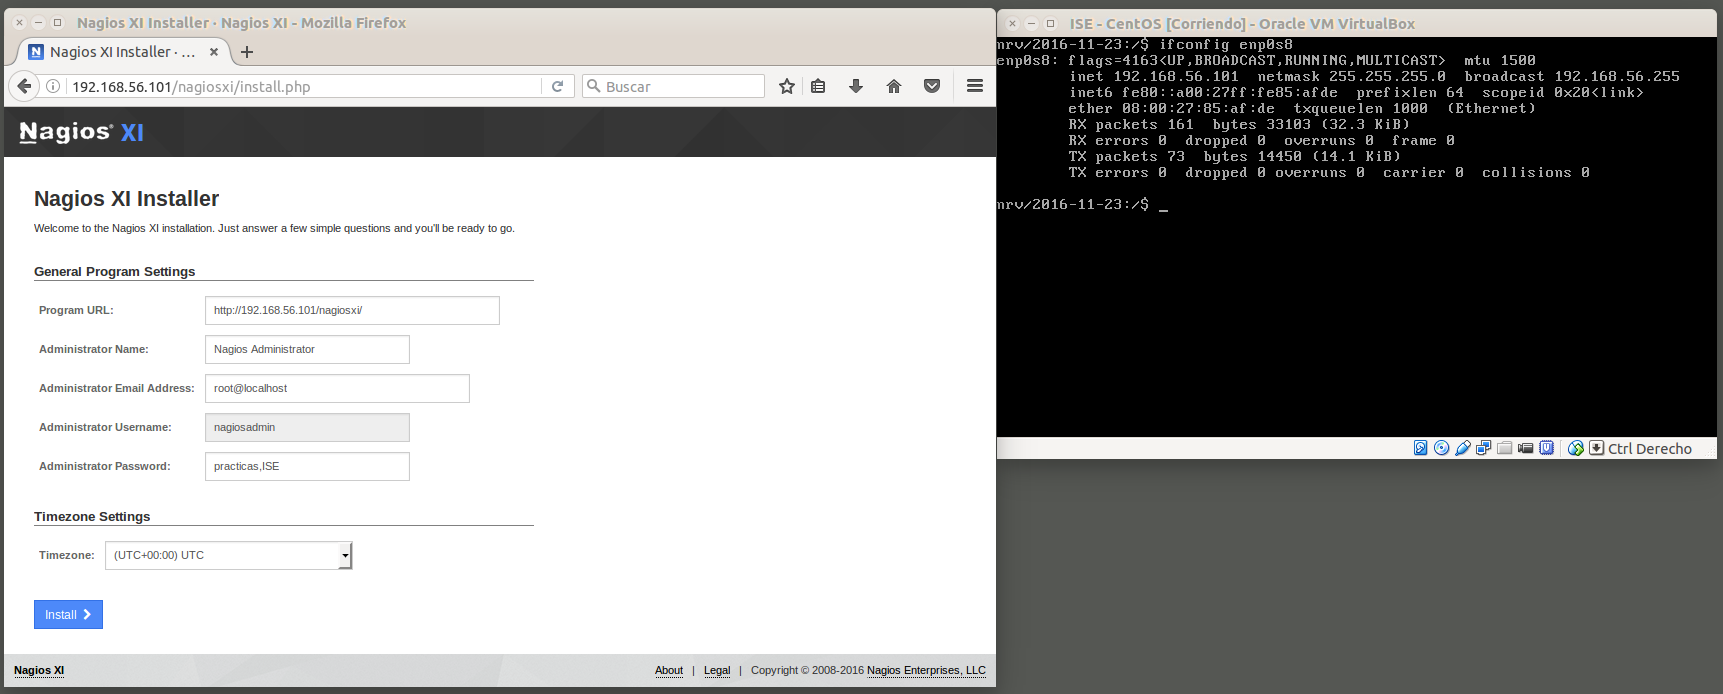 Nagios XI Installer · Nagios XI - Mozilla Firefox
Nagios XI Installer · ...
192.168.56.101/nagiosxi/install.php
Buscar
Nagios® XI
Nagios XI Installer
Welcome to the Nagios XI installation. Just answer a few simple questions and you'll be ready to go.
General Program Settings
Program URL: http://192.168.56.101/nagiosxi/
Administrator Name: Nagios Administrator
Administrator Email Address: root@localhost
Administrator Username: nagiosadmin
Administrator Password: practicas,ISE
Timezone Settings
Timezone: (UTC+00:00) UTC
Install
Nagios XI
About | Legal | Copyright © 2008-2016 Nagios Enterprises, LLC
ISE - CentOS [Corriendo] - Oracle VM VirtualBox
mrv/2016-11-23:/$ ifconfig enp0s8
enp0s8: flags=4163<UP,BROADCAST,RUNNING,MULTICAST> mtu 1500
inet 192.168.56.101 netmask 255.255.255.0 broadcast 192.168.56.255
inet6 fe80::a00:27ff:fe85:afde prefixlen 64 scopeid 0x20<link>
ether 08:00:27:85:af:de txqueuelen 1000 (Ethernet)
RX packets 161 bytes 33103 (32.3 KiB)
RX errors 0 dropped 0 overruns 0 frame 0
TX packets 73 bytes 14450 (14.1 KiB)
TX errors 0 dropped 0 overruns 0 carrier 0 collisions 0
mrv/2016-11-23:/$ _
Ctrl Derecho